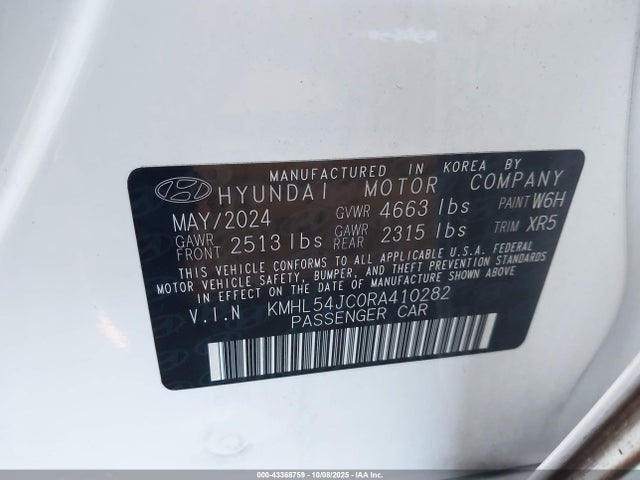 MANUFACTURED IN KOREA BY
HYUNDAI MOTOR COMPANY
MAY/2024 GVWR 4663 lbs PAINT W6H
GAWR FRONT 2513 lbs GAWR REAR 2315 lbs TRIM XR5
THIS VEHICLE CONFORMS TO ALL APPLICABLE U.S.A. FEDERAL
MOTOR VEHICLE SAFETY, BUMPER, AND THEFT PREVENTION STANDARDS
IN EFFECT ON THE DATE OF MANUFACTURE SHOWN ABOVE.
V.I.N KMHL54JC0RA410282
PASSENGER CAR
000-43368759 - 10/08/2025 - IAA Inc.